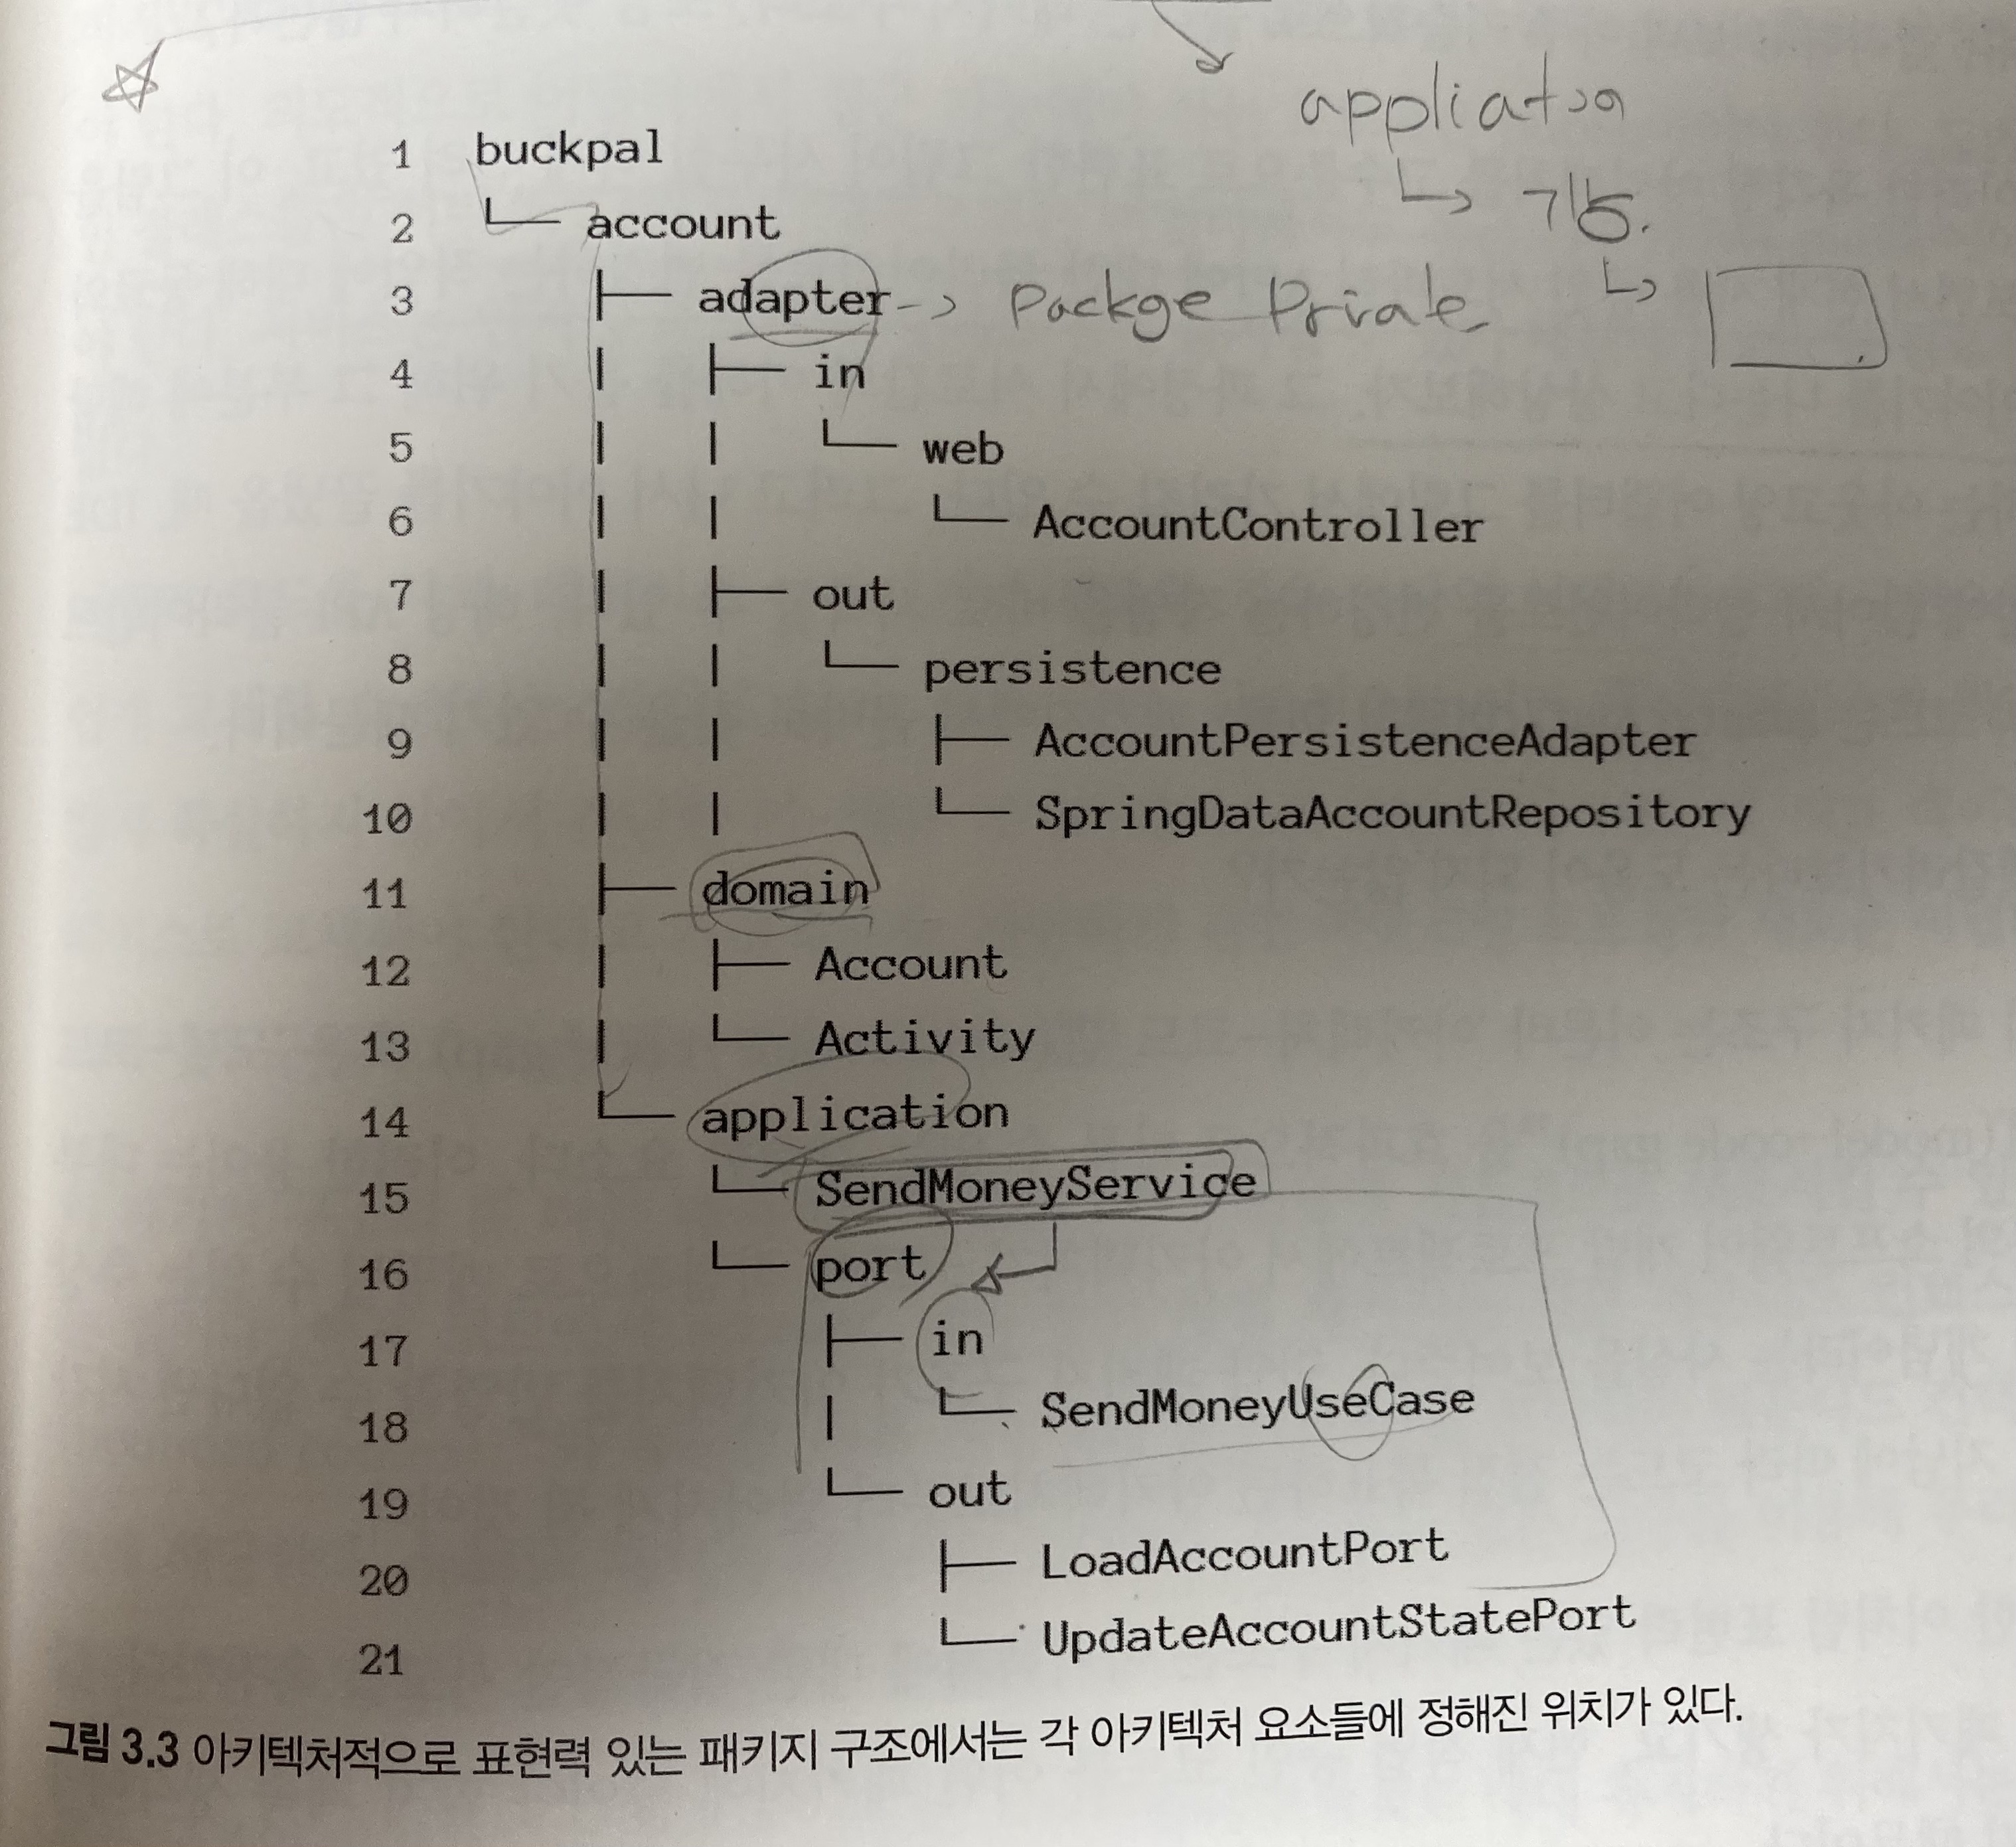 appliation
↳ 기능.
1 buckpal
2 └── account
3 ├── adapter -> Packge Private
4 | ├── in
5 | | └── web
6 | | └── AccountController
7 | ├── out
8 | | └── persistence
9 | | ├── AccountPersistenceAdapter
10 | | └── SpringDataAccountRepository
11 ├── domain
12 | ├── Account
13 | └── Activity
14 └── application
15 └── SendMoneyService
16 └── port
17 ├── in
18 | └── SendMoneyUseCase
19 └── out
20 ├── LoadAccountPort
21 └── UpdateAccountStatePort
그림 3.3 아키텍처적으로 표현력 있는 패키지 구조에서는 각 아키텍처 요소들에 정해진 위치가 있다.